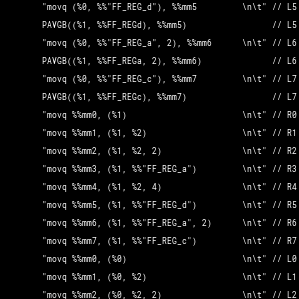 "movq (%0, %%"FF_REG_d"), %%mm5         \n\t" // L5
PAVGB((%1, %%FF_REGd), %%mm5)                 // L5
"movq (%0, %%"FF_REG_a", 2), %%mm6      \n\t" // L6
PAVGB((%1, %%FF_REGa, 2), %%mm6)              // L6
"movq (%0, %%"FF_REG_c"), %%mm7         \n\t" // L7
PAVGB((%1, %%FF_REGc), %%mm7)                 // L7
"movq %%mm0, (%1)                       \n\t" // R0
"movq %%mm1, (%1, %2)                   \n\t" // R1
"movq %%mm2, (%1, %2, 2)                \n\t" // R2
"movq %%mm3, (%1, %%"FF_REG_a")         \n\t" // R3
"movq %%mm4, (%1, %2, 4)                \n\t" // R4
"movq %%mm5, (%1, %%"FF_REG_d")         \n\t" // R5
"movq %%mm6, (%1, %%"FF_REG_a", 2)      \n\t" // R6
"movq %%mm7, (%1, %%"FF_REG_c")         \n\t" // R7
"movq %%mm0, (%0)                       \n\t" // L0
"movq %%mm1, (%0, %2)                   \n\t" // L1
"movq %%mm2, (%0, %2, 2)                \n\t" // L2